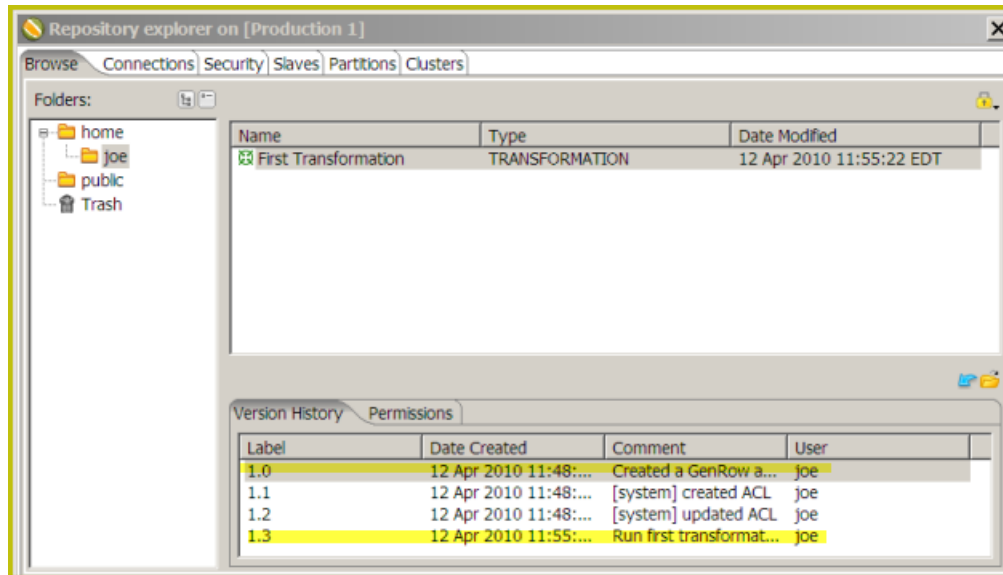 Repository explorer on [Production 1]
Browse Connections Security Slaves Partitions Clusters
Folders:
home
joe
public
Trash
Name Type Date Modified
First Transformation TRANSFORMATION 12 Apr 2010 11:55:22 EDT
Version History Permissions
Label Date Created Comment User
1.0 12 Apr 2010 11:48:... Created a GenRow a... joe
1.1 12 Apr 2010 11:48:... [system] created ACL joe
1.2 12 Apr 2010 11:48:... [system] updated ACL joe
1.3 12 Apr 2010 11:55:... Run first transformat... joe